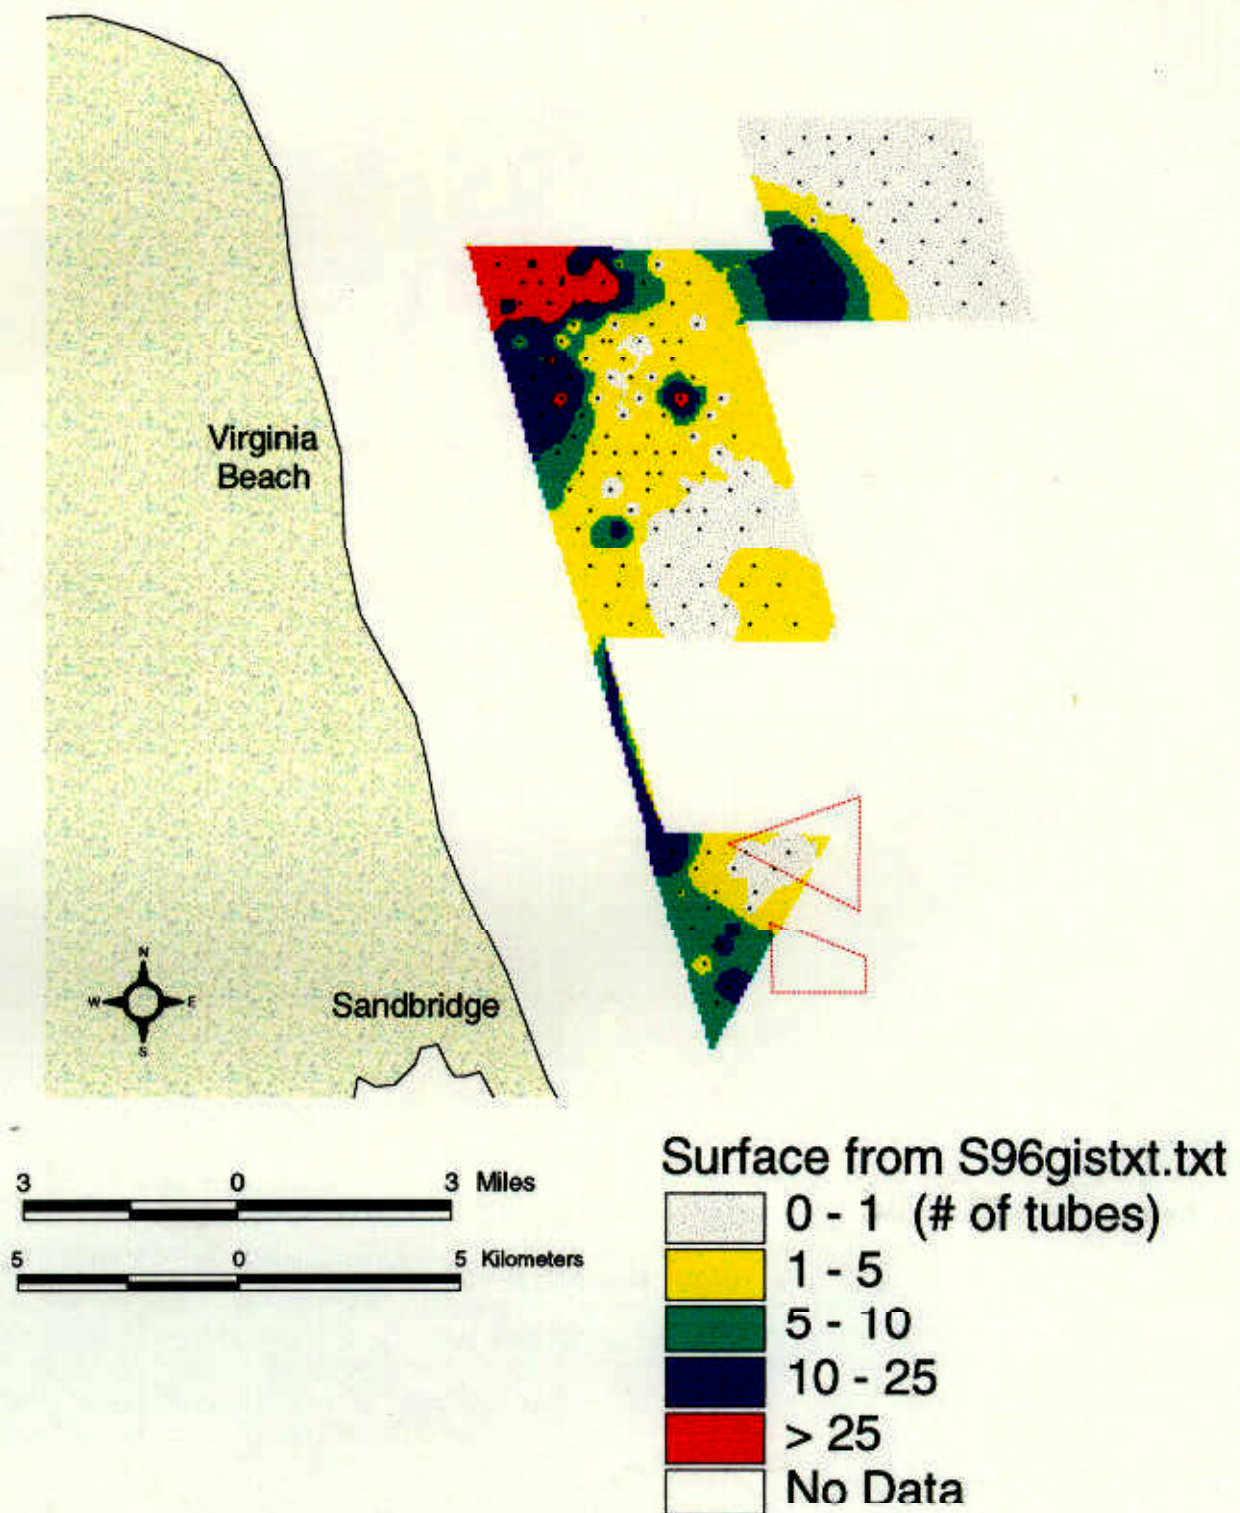 Virginia
Beach
N
W E
S
Sandbridge
3 0 3 Miles
5 0 5 Kilometers
Surface from S96gistxt.txt
0 - 1 (# of tubes)
1 - 5
5 - 10
10 - 25
> 25
No Data